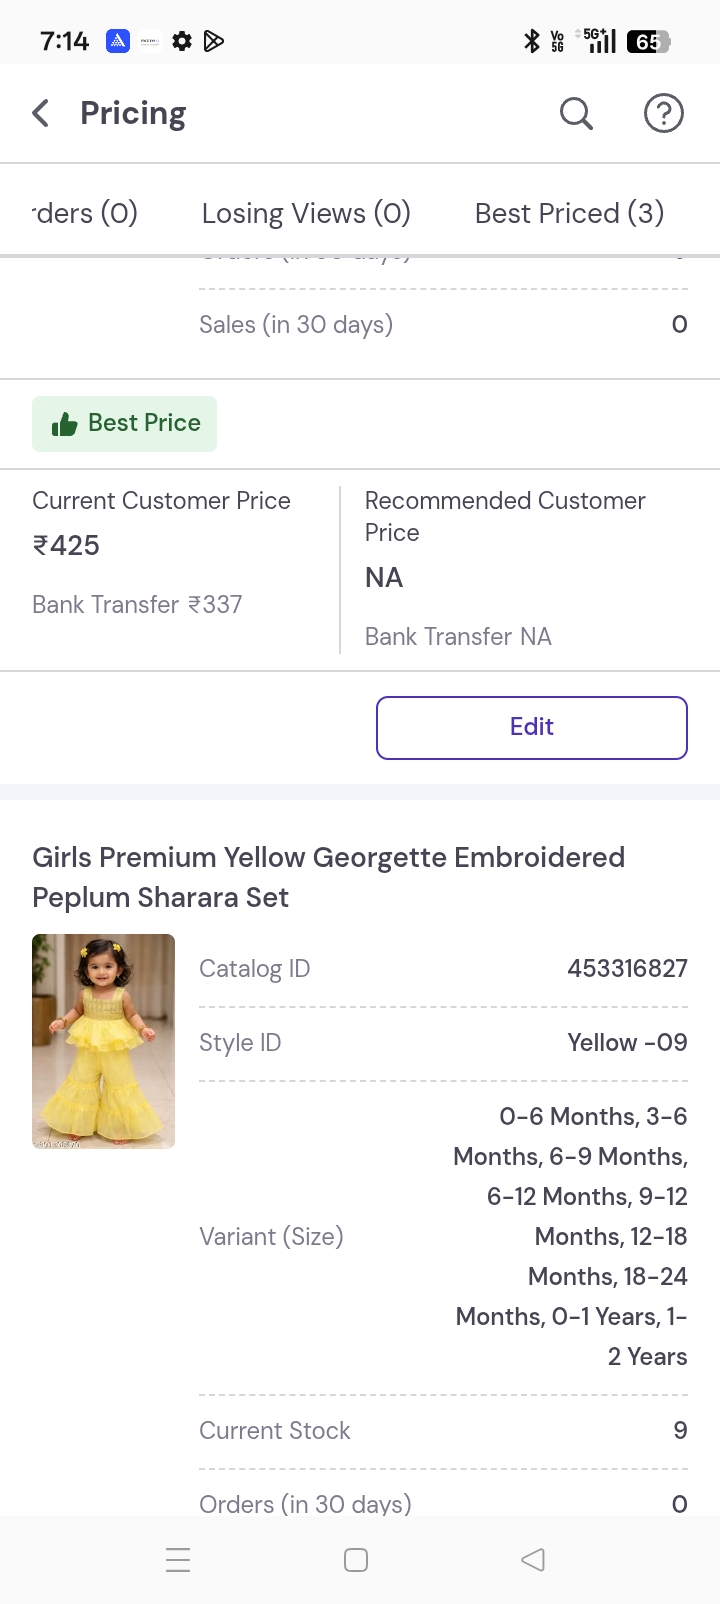 7:14
Vo 5G
5G+
65
Pricing
rders (0)
Losing Views (0)
Best Priced (3)
Sales (in 30 days)
0
Best Price
Current Customer Price
₹425
Bank Transfer ₹337
Recommended Customer
Price
NA
Bank Transfer NA
Edit
Girls Premium Yellow Georgette Embroidered
Peplum Sharara Set
Catalog ID
453316827
Style ID
Yellow -09
Variant (Size)
0-6 Months, 3-6
Months, 6-9 Months,
6-12 Months, 9-12
Months, 12-18
Months, 18-24
Months, 0-1 Years, 1-
2 Years
Current Stock
9
Orders (in 30 days)
0